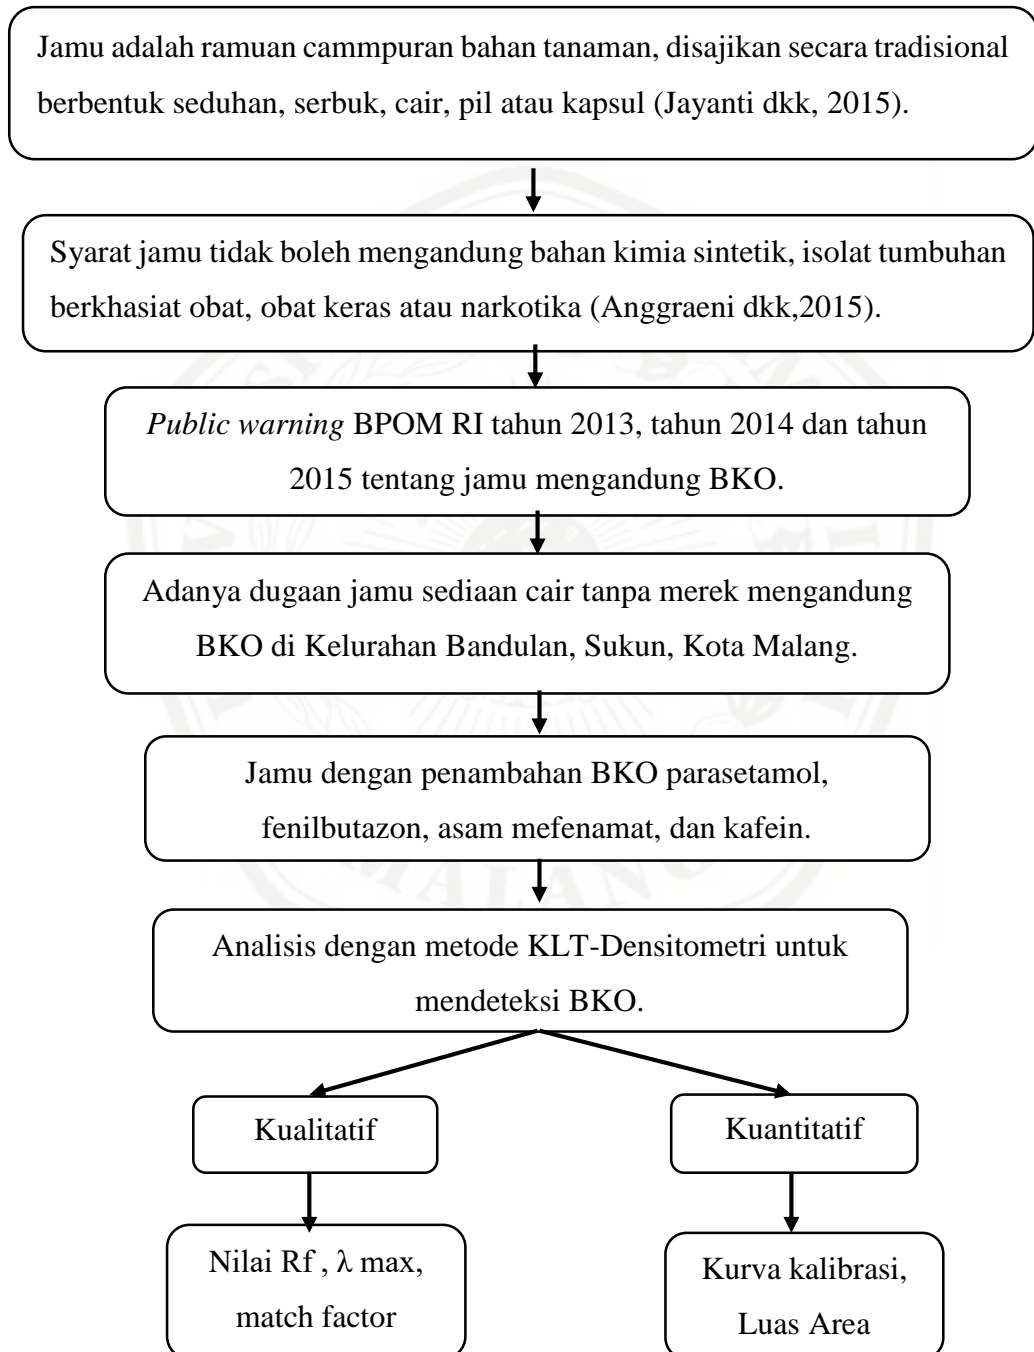 Jamu adalah ramuan cammpuran bahan tanaman, disajikan secara tradisional
berbentuk seduhan, serbuk, cair, pil atau kapsul (Jayanti dkk, 2015).
Syarat jamu tidak boleh mengandung bahan kimia sintetik, isolat tumbuhan
berkhasiat obat, obat keras atau narkotika (Anggraeni dkk,2015).
Public warning BPOM RI tahun 2013, tahun 2014 dan tahun
2015 tentang jamu mengandung BKO.
Adanya dugaan jamu sediaan cair tanpa merek mengandung
BKO di Kelurahan Bandulan, Sukun, Kota Malang.
Jamu dengan penambahan BKO parasetamol,
fenilbutazon, asam mefenamat, dan kafein.
Analisis dengan metode KLT-Densitometri untuk
mendeteksi BKO.
Kualitatif
Kuantitatif
Nilai Rf , λ max,
match factor
Kurva kalibrasi,
Luas Area
MALANG